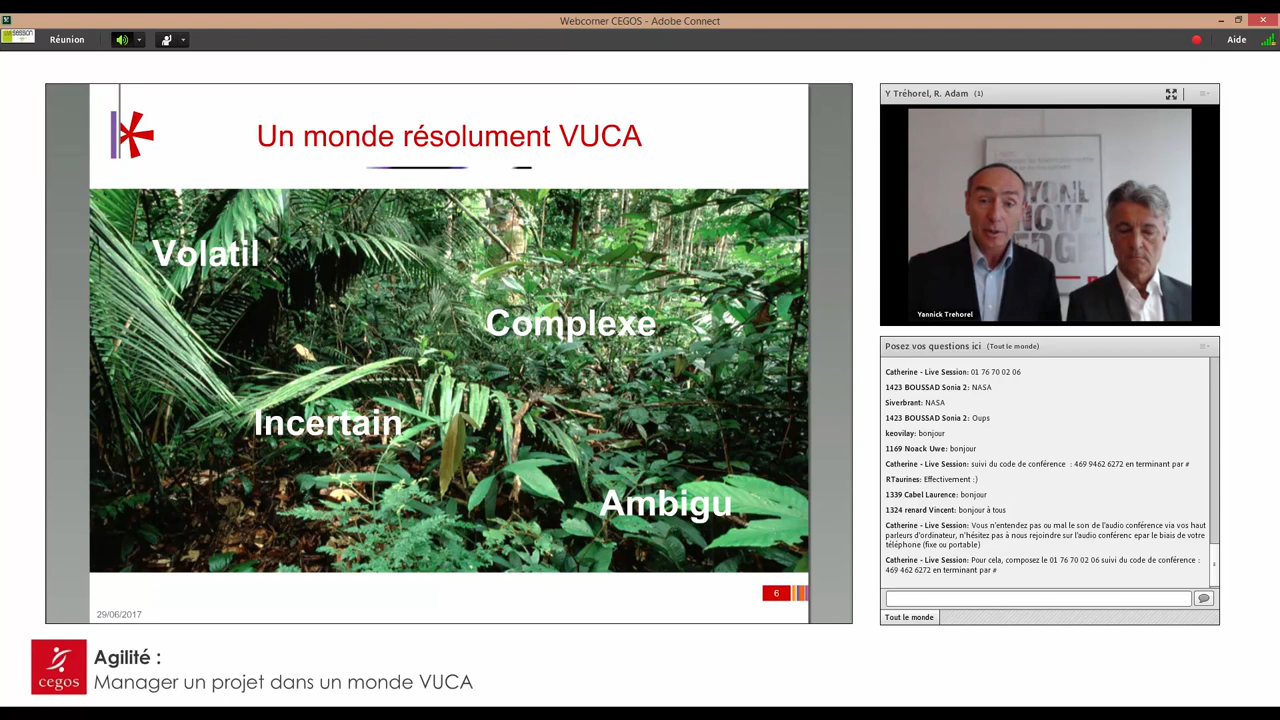 Webcorner CEGOS - Adobe Connect
Réunion
Aide
Un monde résolument VUCA
Volatil
Complexe
Incertain
Ambigu
6
29/06/2017
cegos
Agilité :
Manager un projet dans un monde VUCA
Y Tréhorel, R. Adam (1)
Yannick Trehorel
Posez vos questions ici (Tout le monde)
Catherine - Live Session: 01 76 70 02 06
1423 BOUSSAD Sonia 2: NASA
Siverbrant: NASA
1423 BOUSSAD Sonia 2: Oups
keovilay: bonjour
1169 Noack Uwe: bonjour
Catherine - Live Session: suivi du code de conférence : 469 9462 6272 en terminant par #
RTaurines: Effectivement :)
1339 Cabel Laurence: bonjour
1324 renard Vincent: bonjour à tous
Catherine - Live Session: Vous n'entendez pas ou mal le son de l'audio conférence via vos haut
parleurs d'ordinateur, n'hésitez pas à nous rejoindre sur l'audio conférenc epar le biais de votre
téléphone (fixe ou portable)
Catherine - Live Session: Pour cela, composez le 01 76 70 02 06 suivi du code de conférence :
469 462 6272 en terminant par #
Tout le monde